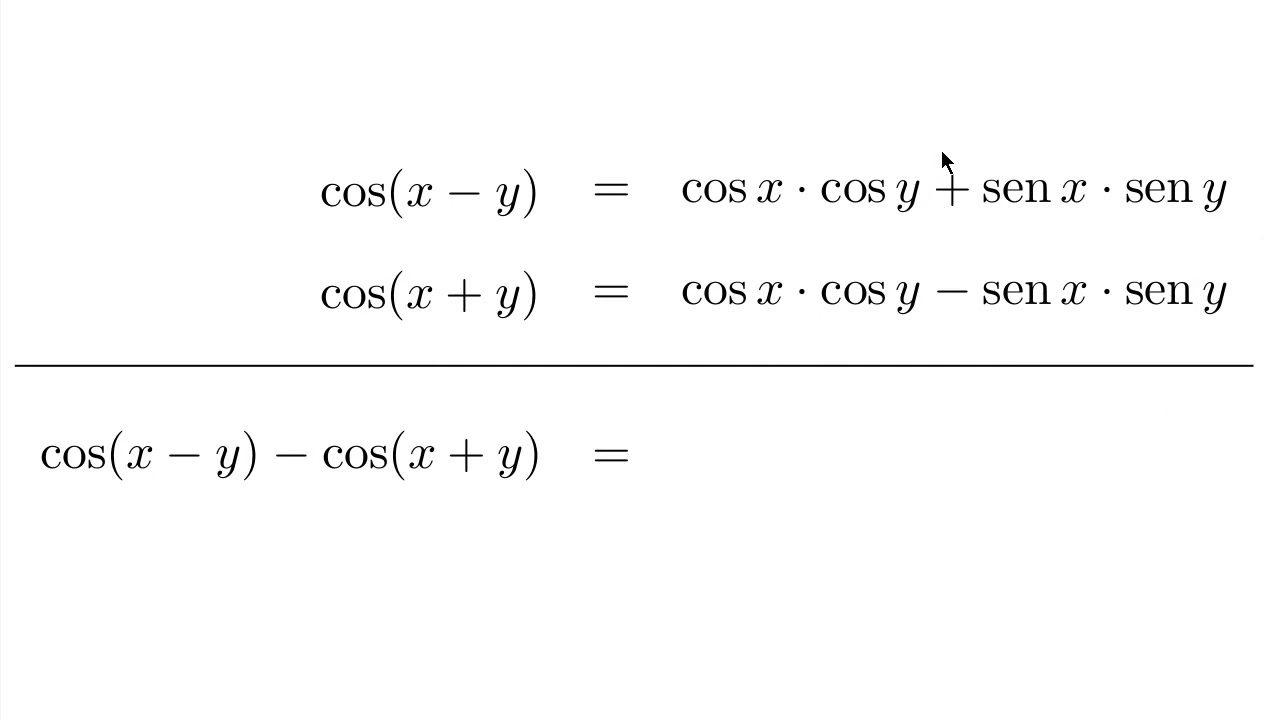 cos(x − y) = cos x · cos y + sen x · sen y
cos(x + y) = cos x · cos y − sen x · sen y
cos(x − y) − cos(x + y) =